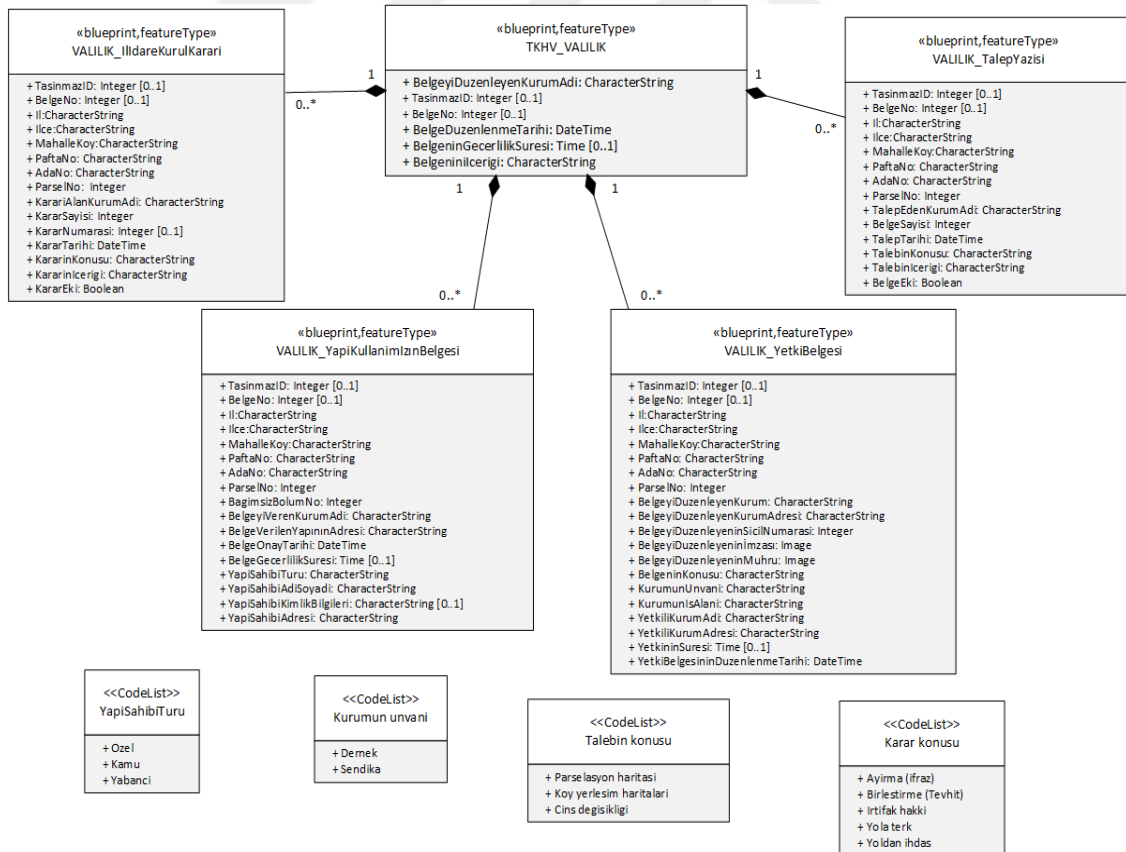 «blueprint,featureType»
VALILIK_IlIdareKurulKarari
+ TasinmazID: Integer [0..1]
+ BelgeNo: Integer [0..1]
+ Il:CharacterString
+ Ilce:CharacterString
+ MahalleKoy:CharacterString
+ PaftaNo: CharacterString
+ AdaNo: CharacterString
+ ParselNo: Integer
+ KarariAlanKurumAdi: CharacterString
+ KararSayisi: Integer
+ KararNumarasi: Integer [0..1]
+ KararTarihi: DateTime
+ KararinKonusu: CharacterString
+ KararinIcerigi: CharacterString
+ KararEki: Boolean
1
0..*
«blueprint,featureType»
TKHV_VALILIK
+ BelgeyiDuzenleyenKurumAdi: CharacterString
+ TasinmazID: Integer [0..1]
+ BelgeNo: Integer [0..1]
+ BelgeDuzenlenmeTarihi: DateTime
+ BelgeninGecerlilikSuresi: Time [0..1]
+ BelgeniniIcerigi: CharacterString
1
0..*
«blueprint,featureType»
VALILIK_TalepYazisi
+ TasinmazID: Integer [0..1]
+ BelgeNo: Integer [0..1]
+ Il:CharacterString
+ Ilce:CharacterString
+ MahalleKoy:CharacterString
+ PaftaNo: CharacterString
+ AdaNo: CharacterString
+ ParselNo: Integer
+ TalepEdenKurumAdi: CharacterString
+ BelgeSayisi: Integer
+ TalepTarihi: DateTime
+ TalebinKonusu: CharacterString
+ TalebinIcerigi: CharacterString
+ BelgeEki: Boolean
1
1
0..*
0..*
«blueprint,featureType»
VALILIK_YapiKullanimIzinBelgesi
+ TasinmazID: Integer [0..1]
+ BelgeNo: Integer [0..1]
+ Il:CharacterString
+ Ilce:CharacterString
+ MahalleKoy:CharacterString
+ PaftaNo: CharacterString
+ AdaNo: CharacterString
+ ParselNo: Integer
+ BagimsizBolumNo: Integer
+ BelgeyiVerenKurumAdi: CharacterString
+ BelgeVerilenYapınınAdresi: CharacterString
+ BelgeOnayTarihi: DateTime
+ BelgeGecerlilikSuresi: Time [0..1]
+ YapiSahibiTuru: CharacterString
+ YapiSahibiAdiSoyadi: CharacterString
+ YapiSahibiKimlikBilgileri: CharacterString [0..1]
+ YapiSahibiAdresi: CharacterString
«blueprint,featureType»
VALILIK_YetkiBelgesi
+ TasinmazID: Integer [0..1]
+ BelgeNo: Integer [0..1]
+ Il:CharacterString
+ Ilce:CharacterString
+ MahalleKoy:CharacterString
+ PaftaNo: CharacterString
+ AdaNo: CharacterString
+ ParselNo: Integer
+ BelgeyiDuzenleyenKurum: CharacterString
+ BelgeyiDuzenleyenKurumAdresi: CharacterString
+ BelgeyiDuzenleyeninSicilNumarasi: Integer
+ BelgeyiDuzenleyeninİmzası: Image
+ BelgeyiDuzenleyeninMuhru: Image
+ BelgeninKonusu: CharacterString
+ KurumunUnvani: CharacterString
+ KurumunIsAlani: CharacterString
+ YetkiliKurumAdi: CharacterString
+ YetkiliKurumAdresi: CharacterString
+ YetkininSuresi: Time [0..1]
+ YetkiBelgesininDuzenlenmeTarihi: DateTime
<<CodeList>>
YapiSahibiTuru
+ Ozel
+ Kamu
+ Yabanci
<<CodeList>>
Kurumun unvani
+ Dernek
+ Sendika
<<CodeList>>
Talebin konusu
+ Parselasyon haritasi
+ Koy yerlesim haritalari
+ Cins degisikligi
<<CodeList>>
Karar konusu
+ Ayirma (ifraz)
+ Birlestirme (Tevhit)
+ Irtifak hakki
+ Yola terk
+ Yoldan ihdas